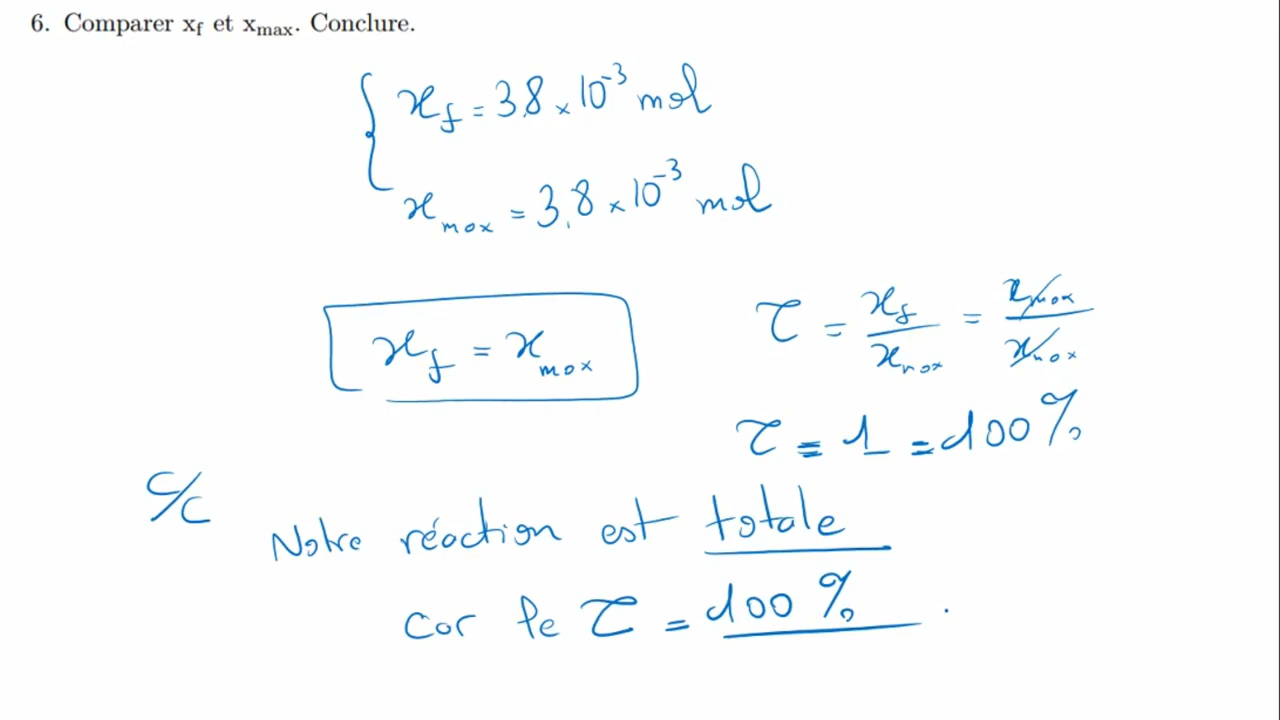 6. Comparer x_f et x_max. Conclure.
x_f = 3,8 × 10^-3 mol
x_max = 3,8 × 10^-3 mol
x_f = x_max
τ = x_f / x_max = x_max / x_max
τ = 1 = 100 %
C/C
Notre réaction est totale
car le τ = 100 % .